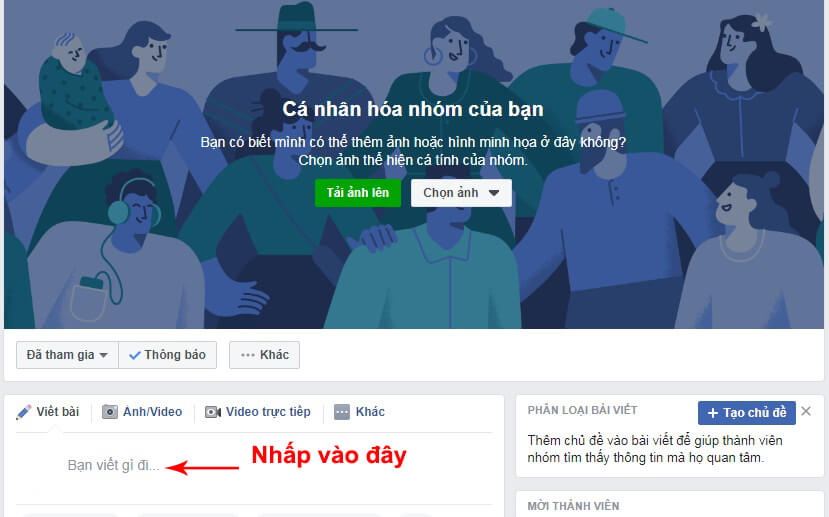 Cá nhân hóa nhóm của bạn
Bạn có biết mình có thể thêm ảnh hoặc hình minh họa ở đây không?
Chọn ảnh thể hiện cá tính của nhóm.
Tải ảnh lên
Chọn ảnh
Đã tham gia
Thông báo
Khác
Viết bài
Ảnh/Video
Video trực tiếp
Khác
Bạn viết gì đi...
Nhấp vào đây
PHÂN LOẠI BÀI VIẾT
+ Tạo chủ đề
Thêm chủ đề vào bài viết để giúp thành viên
nhóm tìm thấy thông tin mà họ quan tâm.
MỜI THÀNH VIÊN